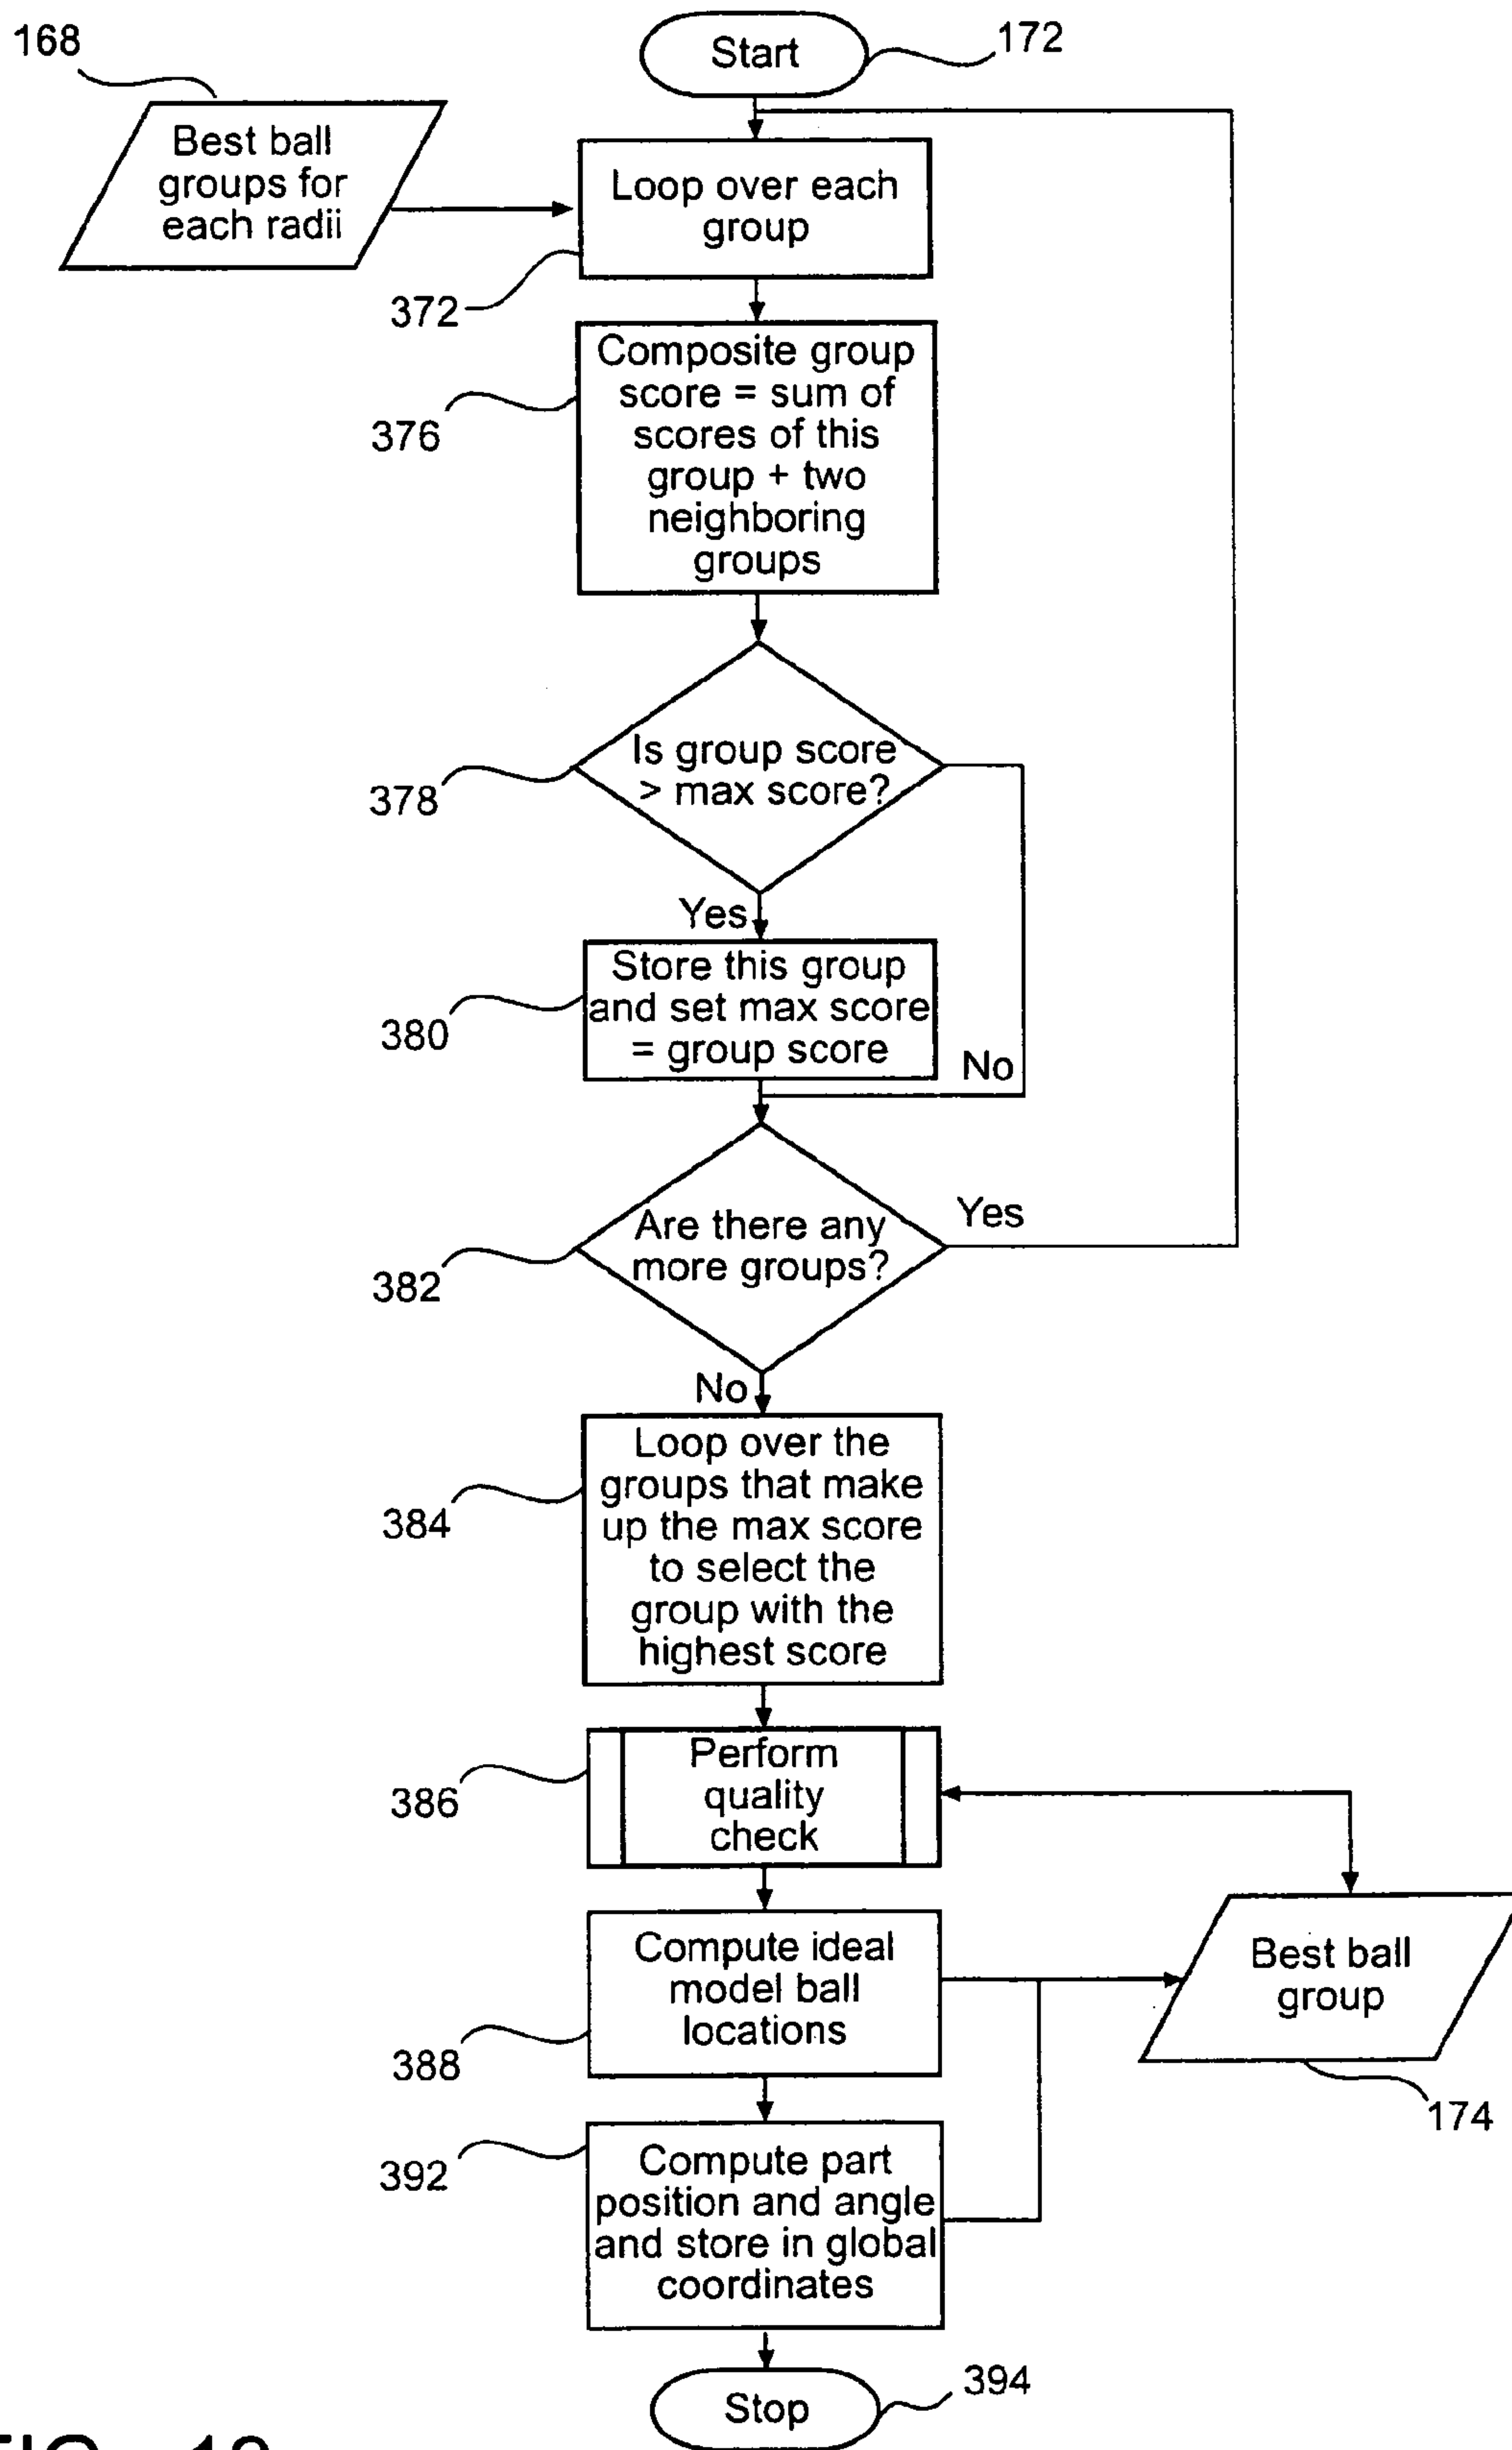 168
Start
172
Best ball
groups for
each radii
Loop over each
group
372
Composite group
score = sum of
scores of this
group + two
neighboring
groups
376
Is group score
> max score?
378
Yes
Store this group
and set max score
= group score
380
No
Are there any
more groups?
Yes
382
No
Loop over the
groups that make
up the max score
to select the
group with the
highest score
384
Perform
quality
check
386
Compute ideal
model ball
locations
388
Best ball
group
174
Compute part
position and angle
and store in global
coordinates
392
Stop
394